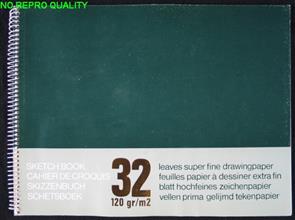 NO REPRO QUALITY
SKETCH BOOK
CAHIER DE CROQUIS
SKIZZENBUCH
SCHETSBOEK
32
120 gr/m2
leaves super fine drawingpaper
feuilles papier à dessiner extra fin
blatt hochfeines zeichenpapier
vellen prima gelijmd tekenpapier